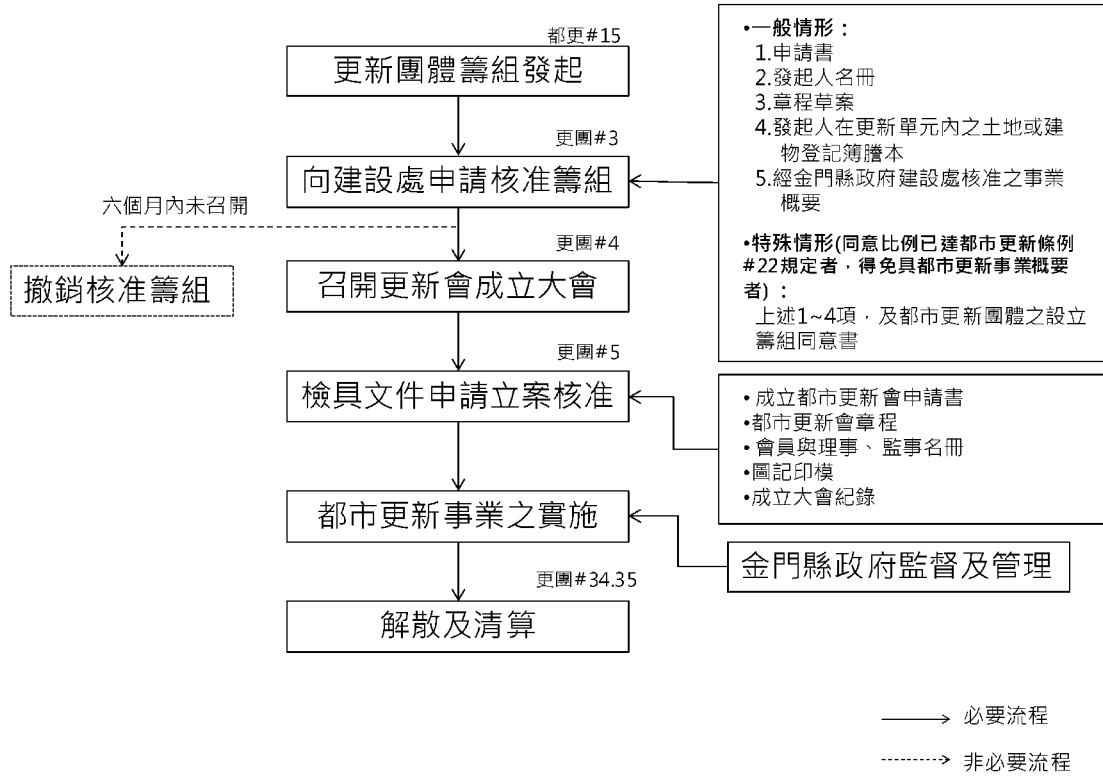 都更#15
更新團體籌組發起
更團#3
向建設處申請核准籌組
六個月內未召開
撤銷核准籌組
更團#4
召開更新會成立大會
更團#5
檢具文件申請立案核准
都市更新事業之實施
更團#34.35
解散及清算
•一般情形：
1.申請書
2.發起人名冊
3.章程草案
4.發起人在更新單元內之土地或建
物登記簿謄本
5.經金門縣政府建設處核准之事業
概要
•特殊情形(同意比例已達都市更新條例
#22規定者，得免具都市更新事業概要
者)：
上述1~4項，及都市更新團體之設立
籌組同意書
•成立都市更新會申請書
•都市更新會章程
•會員與理事、監事名冊
•圖記印模
•成立大會紀錄
金門縣政府監督及管理
必要流程
非必要流程